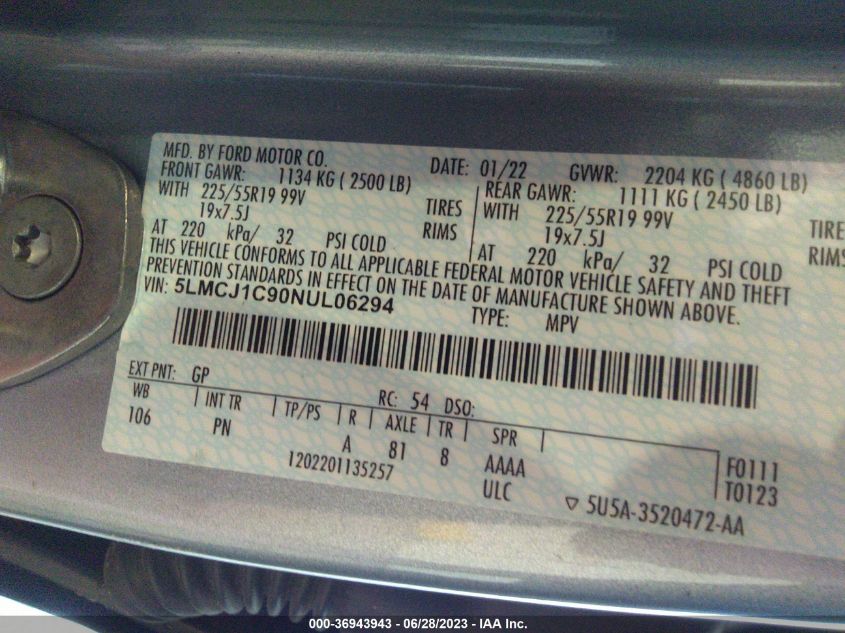 MFD. BY FORD MOTOR CO.
DATE: 01/22 GVWR: 2204 KG ( 4860 LB)
FRONT GAWR: 1134 KG ( 2500 LB)
REAR GAWR: 1111 KG ( 2450 LB)
WITH 225/55R19 99V TIRES
WITH 225/55R19 99V TIRE
19x7.5J RIMS
19x7.5J RIMS
AT 220 kPa/ 32 PSI COLD
AT 220 kPa/ 32 PSI COLD
THIS VEHICLE CONFORMS TO ALL APPLICABLE FEDERAL MOTOR VEHICLE SAFETY AND THEFT
PREVENTION STANDARDS IN EFFECT ON THE DATE OF MANUFACTURE SHOWN ABOVE.
VIN: 5LMCJ1C90NUL06294
TYPE: MPV
EXT PNT: GP RC: 54 DSO:
WB INT TR TP/PS R AXLE TR SPR
106 PN A 81 8 AAAA F0111
1202201135257 ULC T0123
5U5A-3520472-AA
000-36943943 / 06/28/2023 - IAA Inc.